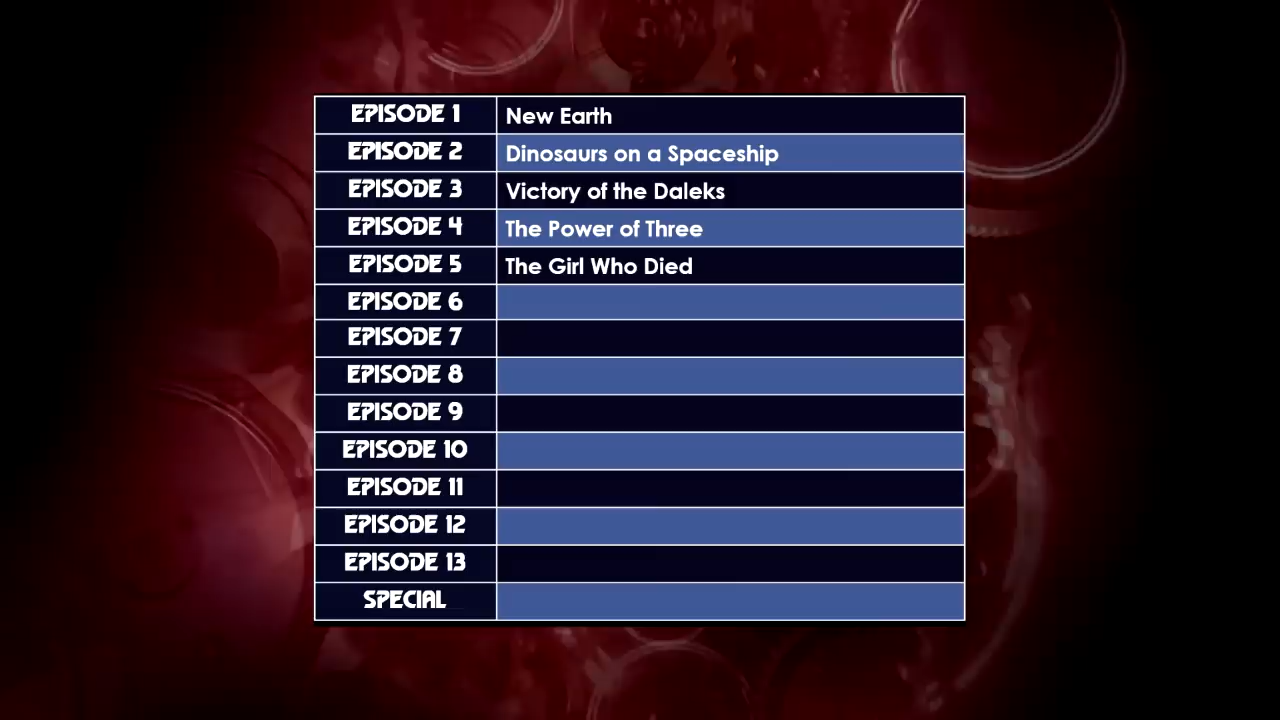 EPISODE 1 New Earth
EPISODE 2 Dinosaurs on a Spaceship
EPISODE 3 Victory of the Daleks
EPISODE 4 The Power of Three
EPISODE 5 The Girl Who Died
EPISODE 6
EPISODE 7
EPISODE 8
EPISODE 9
EPISODE 10
EPISODE 11
EPISODE 12
EPISODE 13
SPECIAL